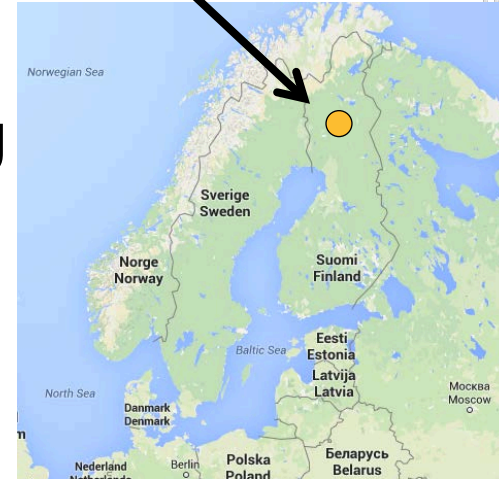 Norwegian Sea
Sverige
Sweden
Norge
Norway
Suomi
Finland
Eesti
Estonia
Baltic Sea
Latvija
Latvia
Москва
Moscow
North Sea
Danmark
Denmark
Беларусь
Belarus
Polska
Poland
Berlin
Nederland
Netherlands